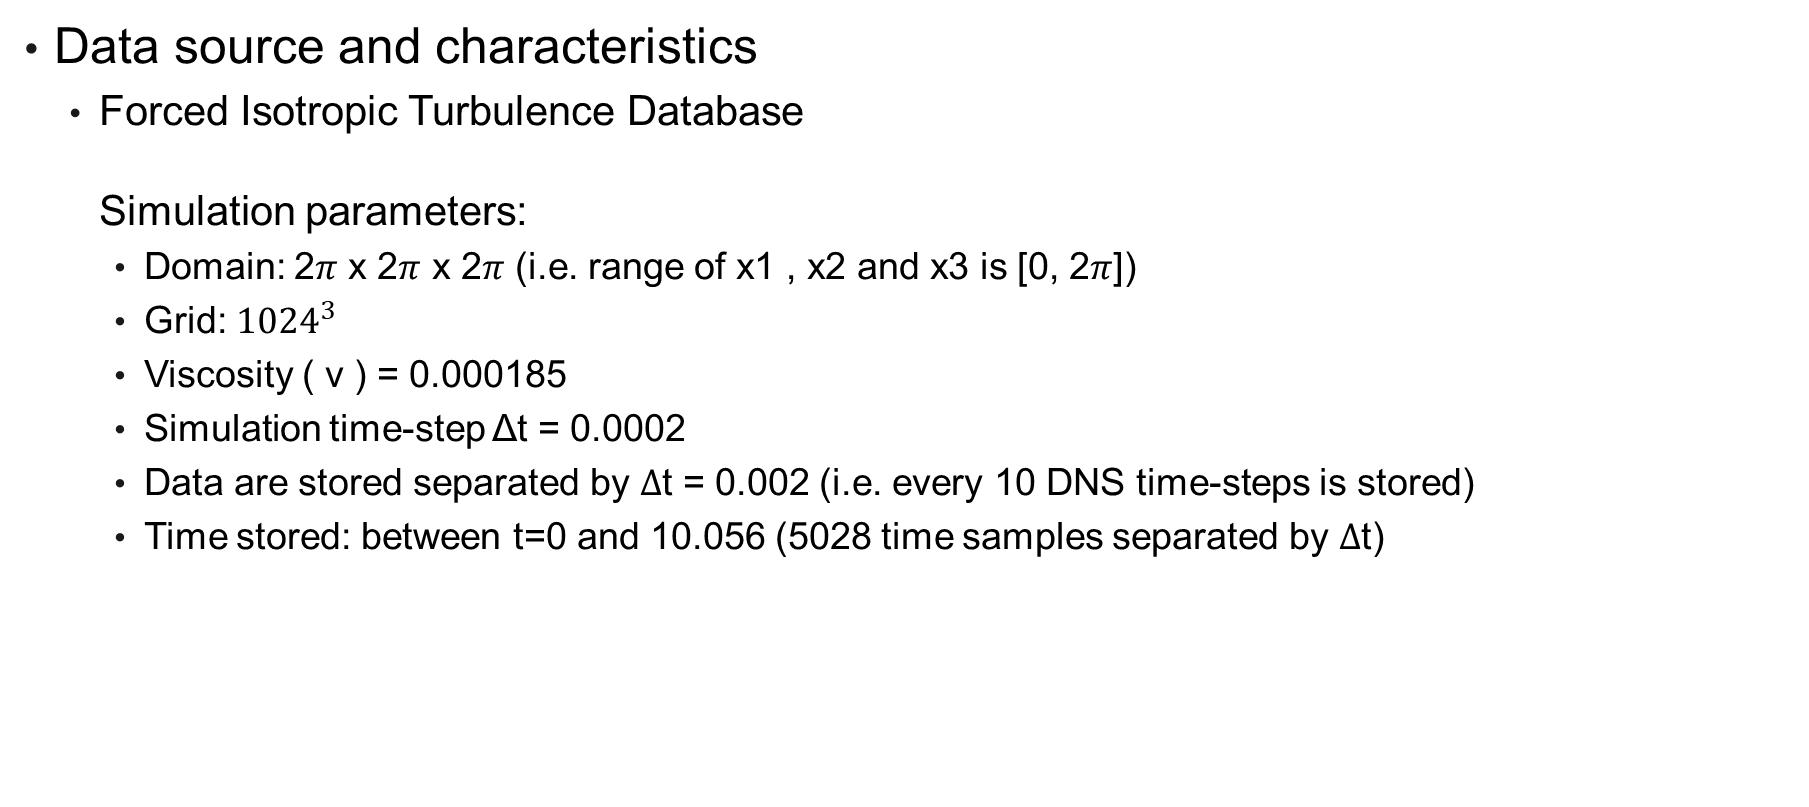 • Data source and characteristics
• Forced Isotropic Turbulence Database
Simulation parameters:
• Domain: 2𝜋 x 2𝜋 x 2𝜋 (i.e. range of x1 , x2 and x3 is [0, 2𝜋])
• Grid: 1024³
• Viscosity ( v ) = 0.000185
• Simulation time-step Δt = 0.0002
• Data are stored separated by Δt = 0.002 (i.e. every 10 DNS time-steps is stored)
• Time stored: between t=0 and 10.056 (5028 time samples separated by Δt)